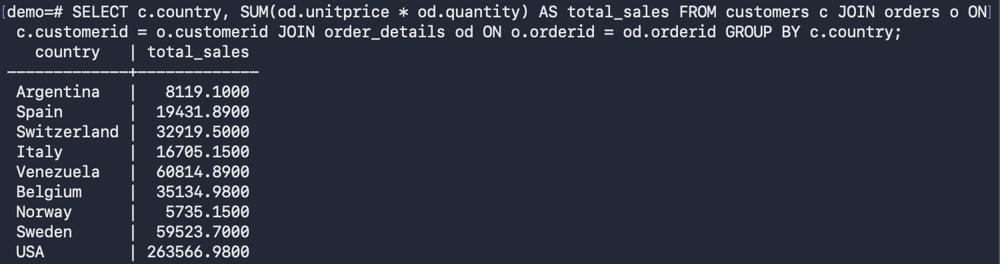 [demo=# SELECT c.country, SUM(od.unitprice * od.quantity) AS total_sales FROM customers c JOIN orders o ON]
 c.customerid = o.customerid JOIN order_details od ON o.orderid = od.orderid GROUP BY c.country;
   country   | total_sales
-------------+-------------
 Argentina   |   8119.1000
 Spain       |  19431.8900
 Switzerland |  32919.5000
 Italy       |  16705.1500
 Venezuela   |  60814.8900
 Belgium     |  35134.9800
 Norway      |   5735.1500
 Sweden      |  59523.7000
 USA         | 263566.9800